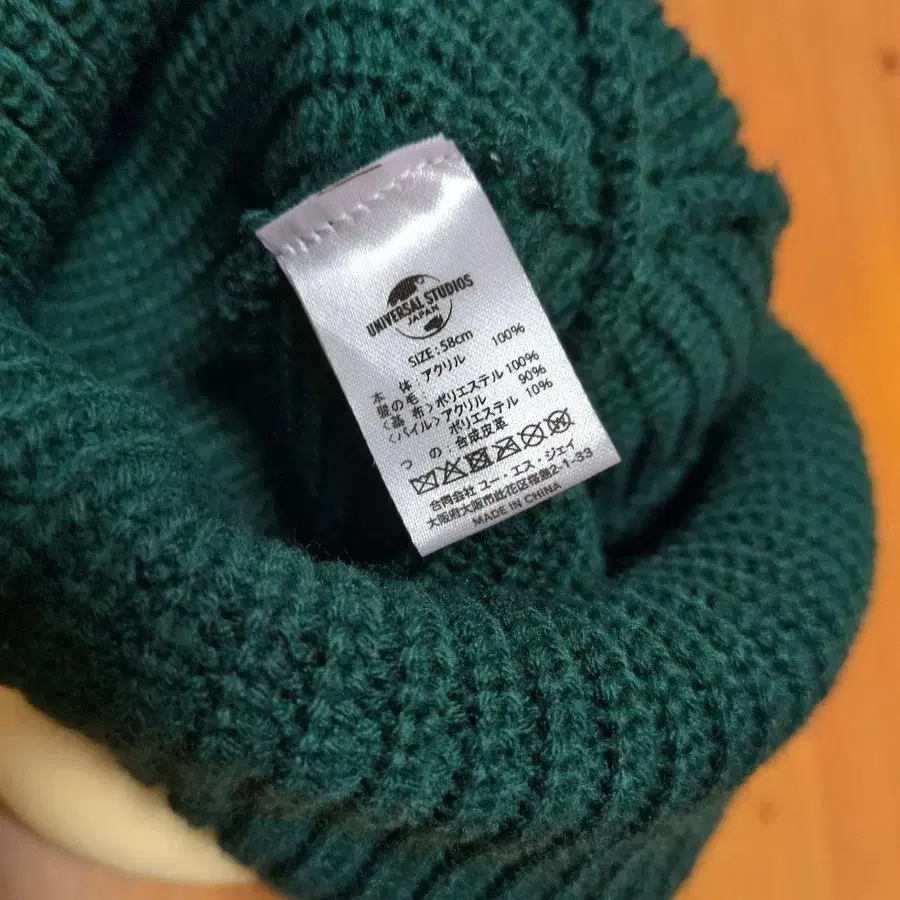 UNIVERSAL STUDIOS
JAPAN
SIZE : 58cm
本 体 : アクリル 100%
髪の毛 :
〈基 布〉ポリエステル 100%
〈パイル〉アクリル 90%
ポリエステル 10%
つ の : 合成皮革
合同会社 ユー・エス・ジェイ
大阪府大阪市此花区桜島2-1-33
MADE IN CHINA